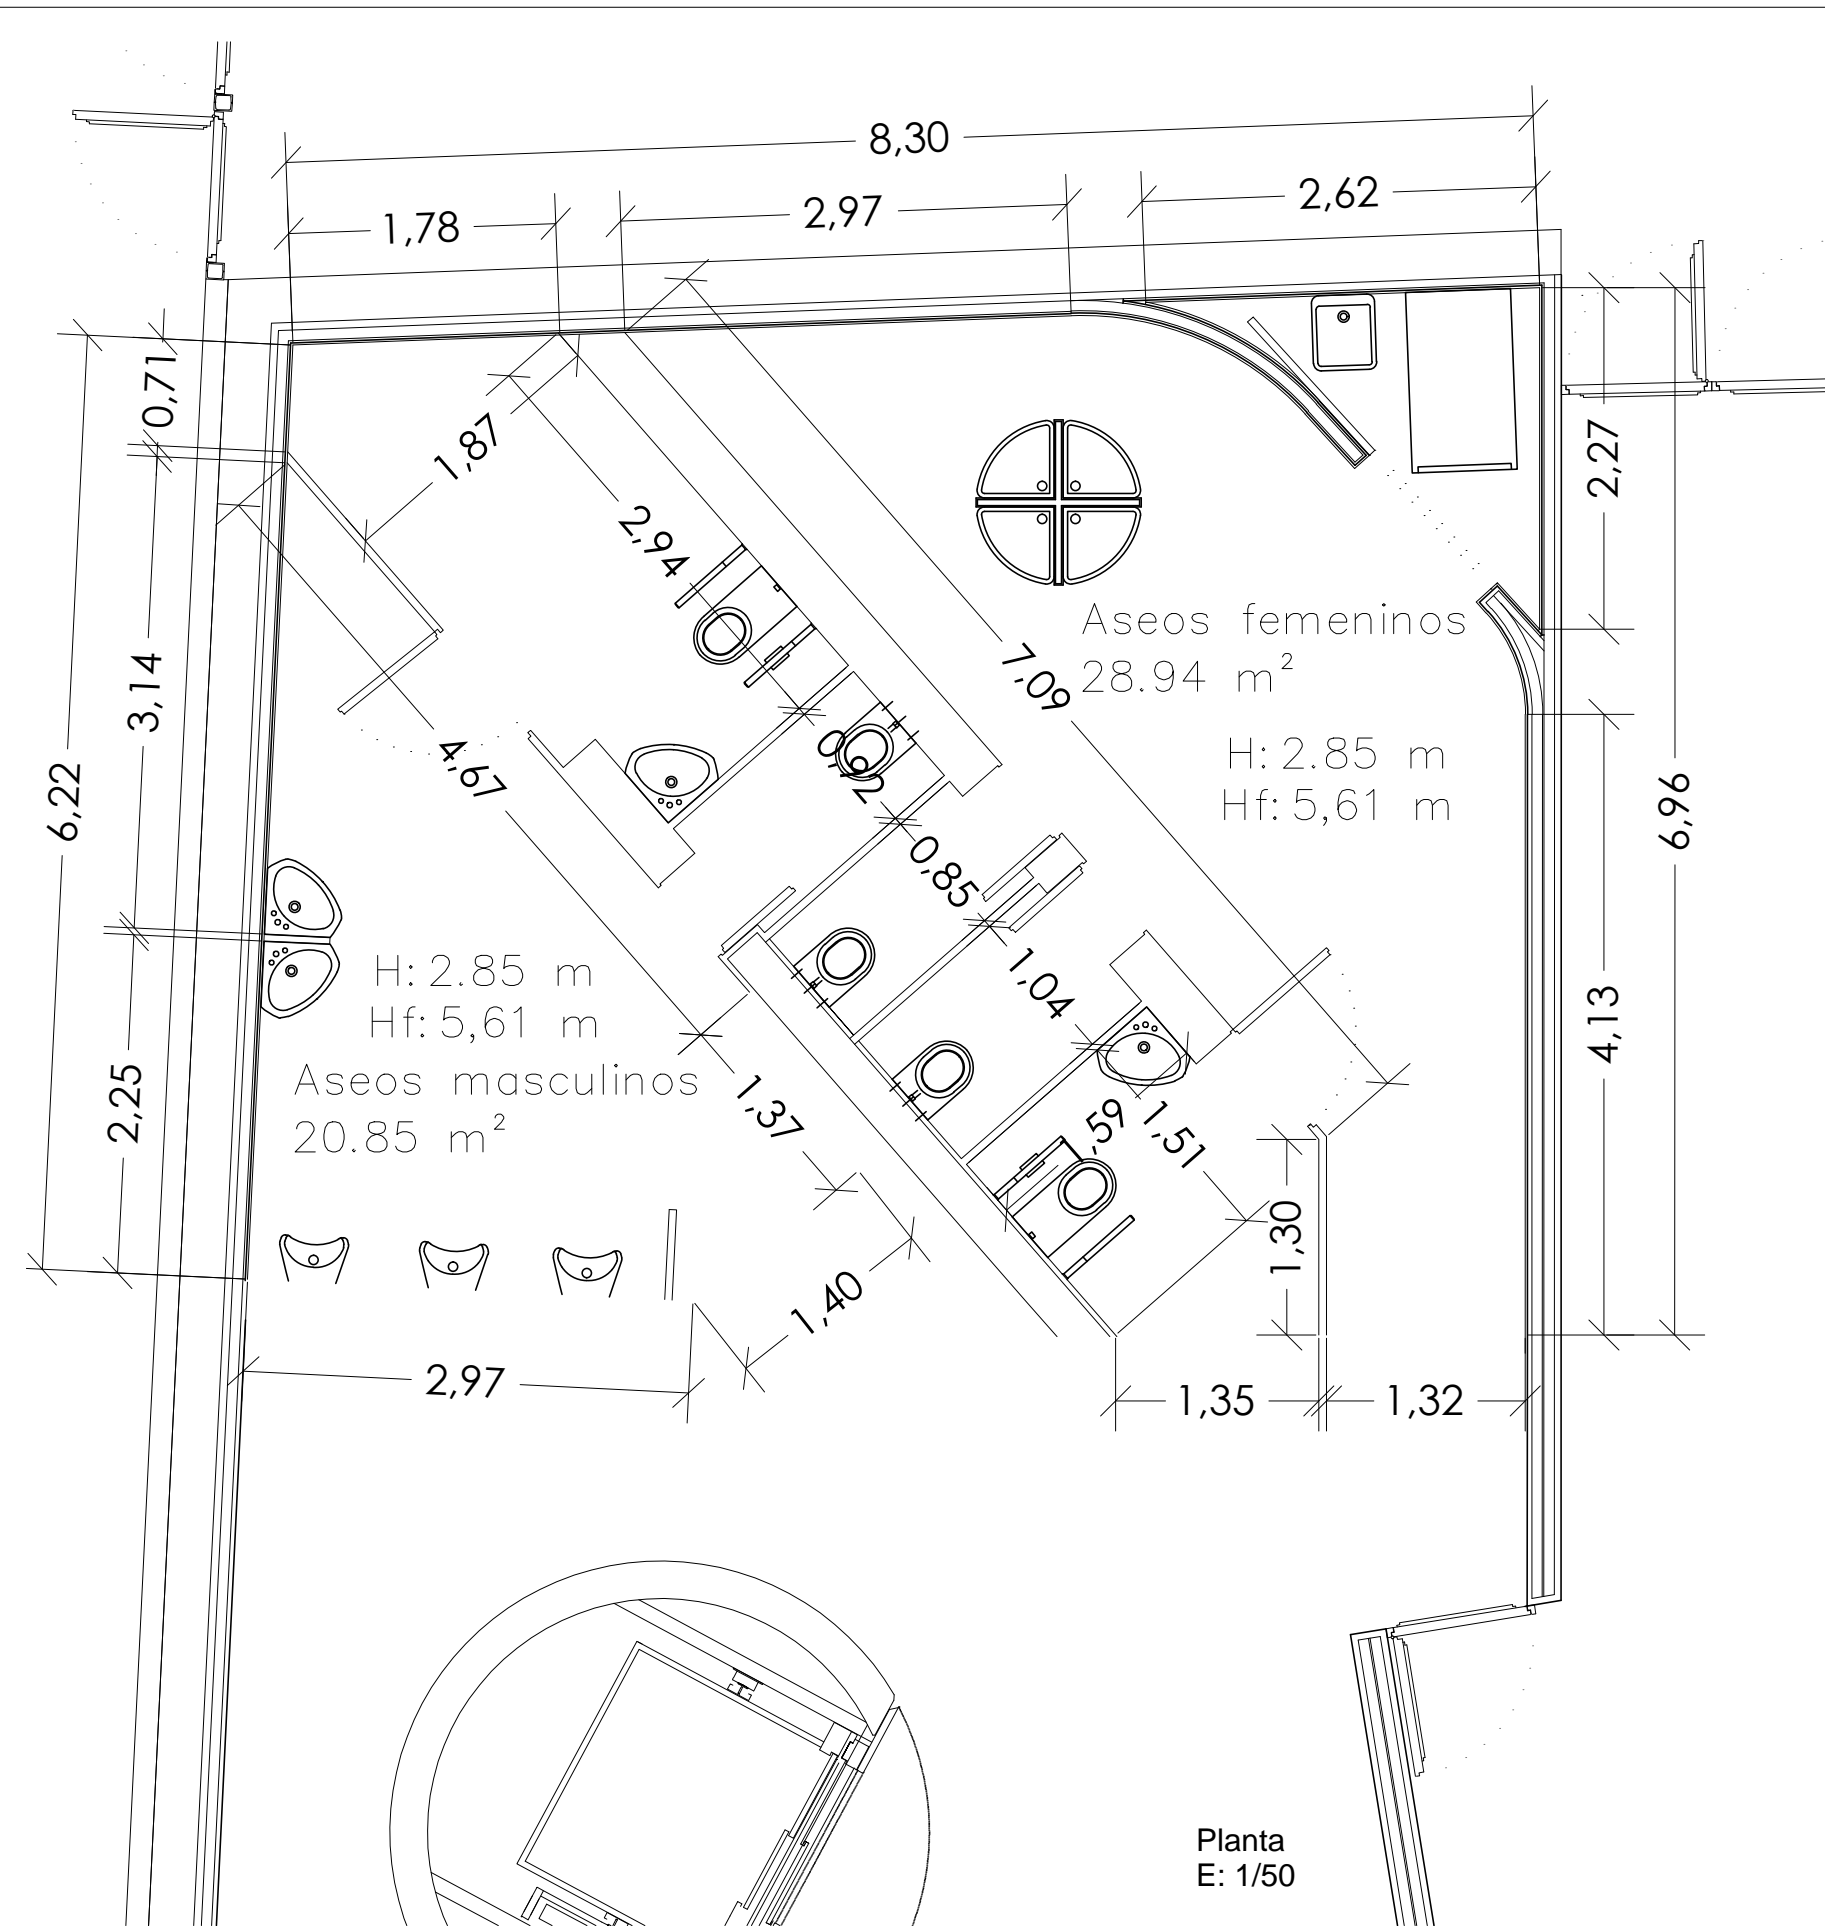 8,30
1,78
2,97
2,62
0,71
1,87
2,94
2,27
3,14
6,22
4,67
7,09
Aseos femeninos
28.94 m²
H: 2.85 m
Hf: 5,61 m
6,96
0,85
1,04
4,13
H: 2.85 m
Hf: 5,61 m
Aseos masculinos
20.85 m²
2,25
1,37
,59
1,51
1,30
1,40
2,97
1,35
1,32
Planta
E: 1/50